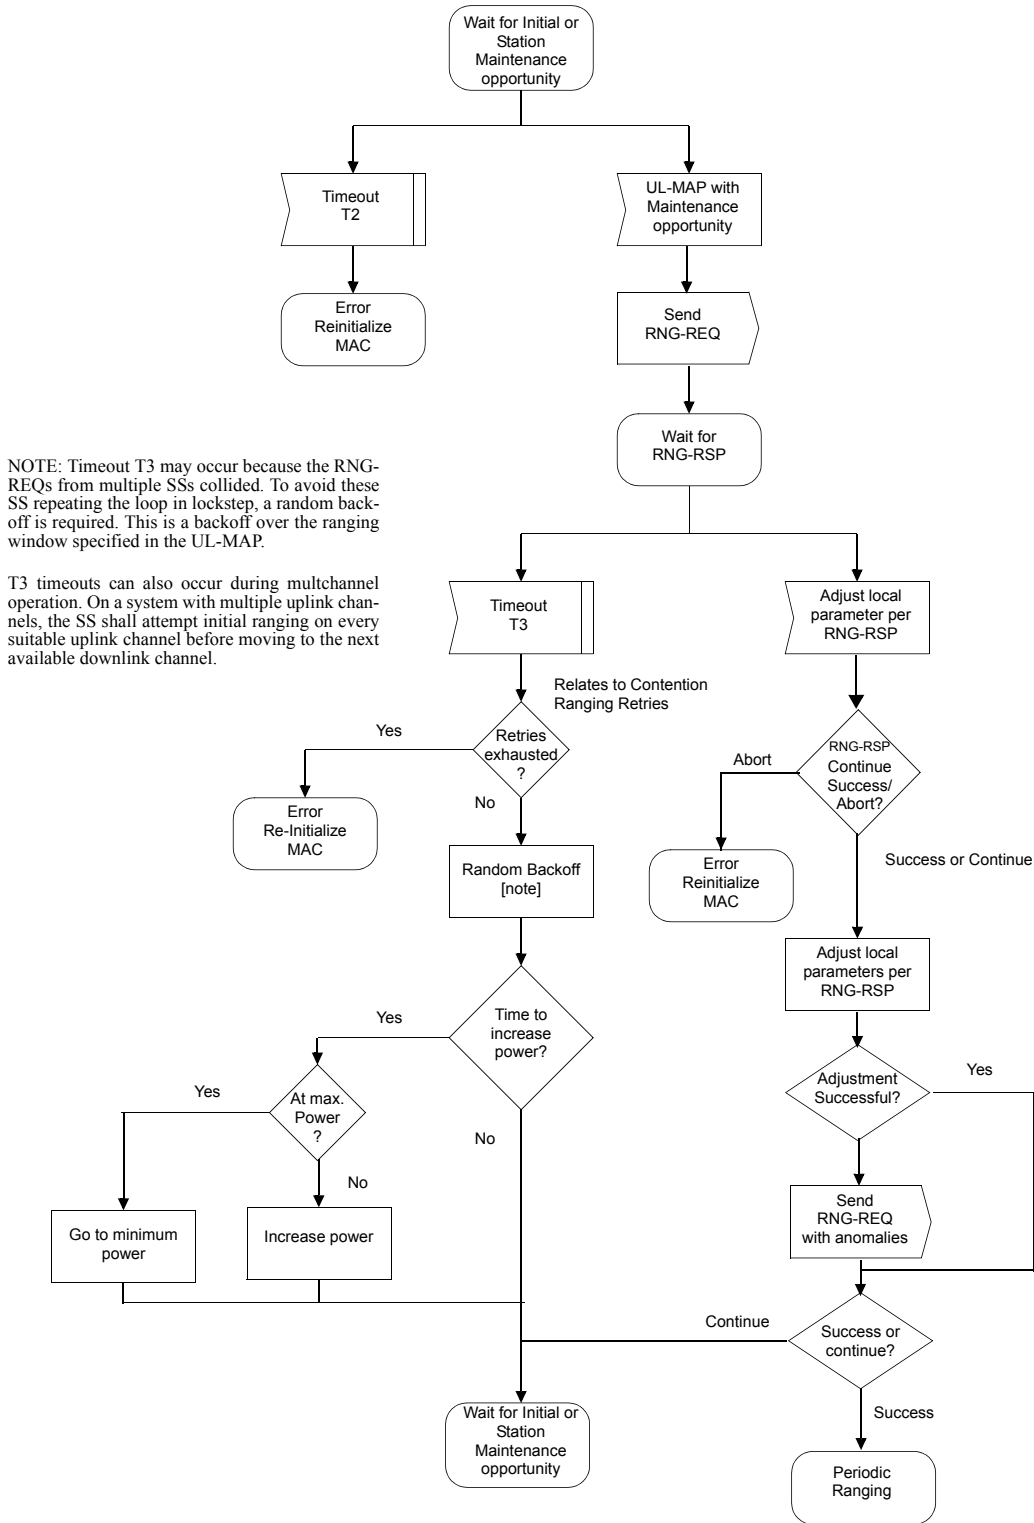 Wait for Initial or
Station
Maintenance
opportunity
Timeout
T2
UL-MAP with
Maintenance
opportunity
Error
Reinitialize
MAC
Send
RNG-REQ
Wait for
RNG-RSP
NOTE: Timeout T3 may occur because the RNG-
REQs from multiple SSs collided. To avoid these
SS repeating the loop in lockstep, a random back-
off is required. This is a backoff over the ranging
window specified in the UL-MAP.
T3 timeouts can also occur during multchannel
operation. On a system with multiple uplink chan-
nels, the SS shall attempt initial ranging on every
suitable uplink channel before moving to the next
available downlink channel.
Timeout
T3
Adjust local
parameter per
RNG-RSP
Relates to Contention
Ranging Retries
Yes
Retries
exhausted
?
No
Error
Re-Initialize
MAC
RNG-RSP
Continue
Success/
Abort?
Abort
Error
Reinitialize
MAC
Success or Continue
Random Backoff
[note]
Adjust local
parameters per
RNG-RSP
Time to
increase
power?
Yes
No
At max.
Power
?
Yes
No
Go to minimum
power
Increase power
Adjustment
Successful?
Yes
Send
RNG-REQ
with anomalies
Success or
continue?
Continue
Success
Wait for Initial or
Station
Maintenance
opportunity
Periodic
Ranging